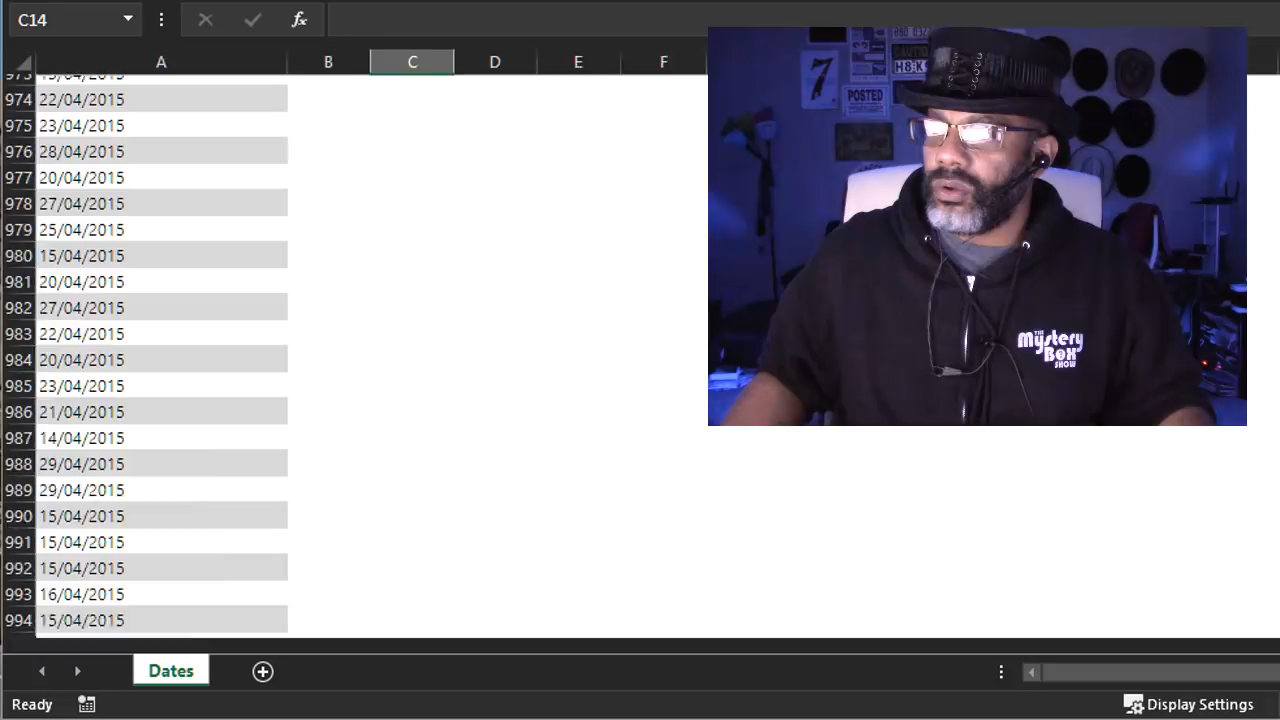 C14
fx
A B C D E F
974 22/04/2015
975 23/04/2015
976 28/04/2015
977 20/04/2015
978 27/04/2015
979 25/04/2015
980 15/04/2015
981 20/04/2015
982 27/04/2015
983 22/04/2015
984 20/04/2015
985 23/04/2015
986 21/04/2015
987 14/04/2015
988 29/04/2015
989 29/04/2015
990 15/04/2015
991 15/04/2015
992 15/04/2015
993 16/04/2015
994 15/04/2015
7
CAUTION
H8K
POSTED
THE
Mystery
BOX
SHOW
Dates
Ready
Display Settings